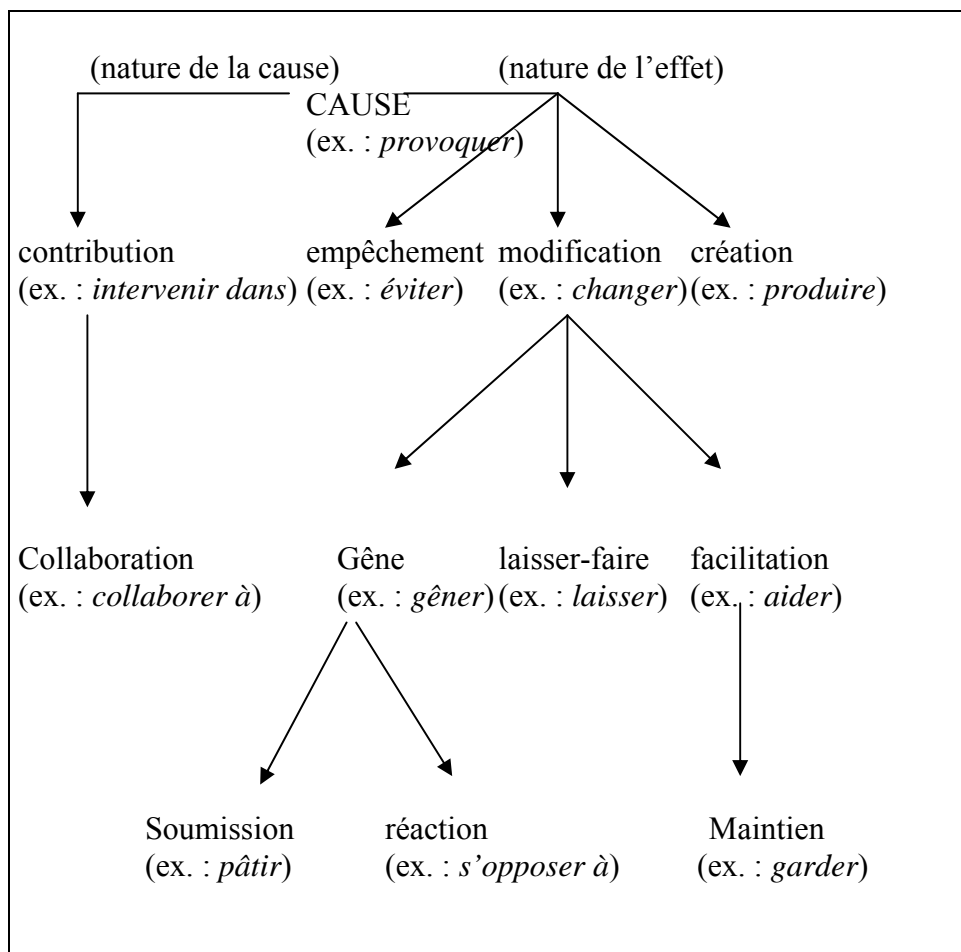 (nature de la cause) (nature de l’effet)
CAUSE
(ex. : provoquer)
contribution empêchement modification création
(ex. : intervenir dans) (ex. : éviter) (ex. : changer) (ex. : produire)
Collaboration Gêne laisser-faire facilitation
(ex. : collaborer à) (ex. : gêner) (ex. : laisser) (ex. : aider)
Soumission réaction Maintien
(ex. : pâtir) (ex. : s’opposer à) (ex. : garder)